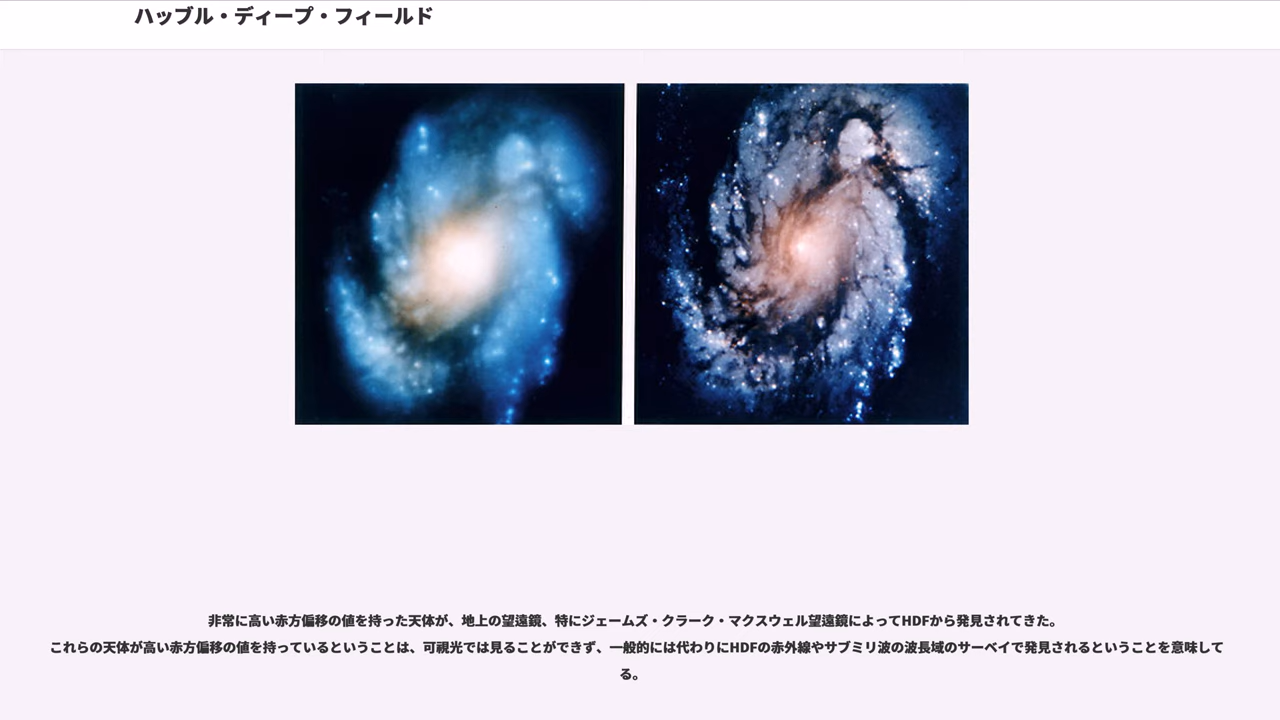 ハッブル・ディープ・フィールド
非常に高い赤方偏移の値を持った天体が、地上の望遠鏡、特にジェームズ・クラーク・マクスウェル望遠鏡によってHDFから発見されてきた。
これらの天体が高い赤方偏移の値を持っているということは、可視光では見ることができず、一般的には代わりにHDFの赤外線やサブミリ波の波長域のサーベイで発見されるということを意味して
る。